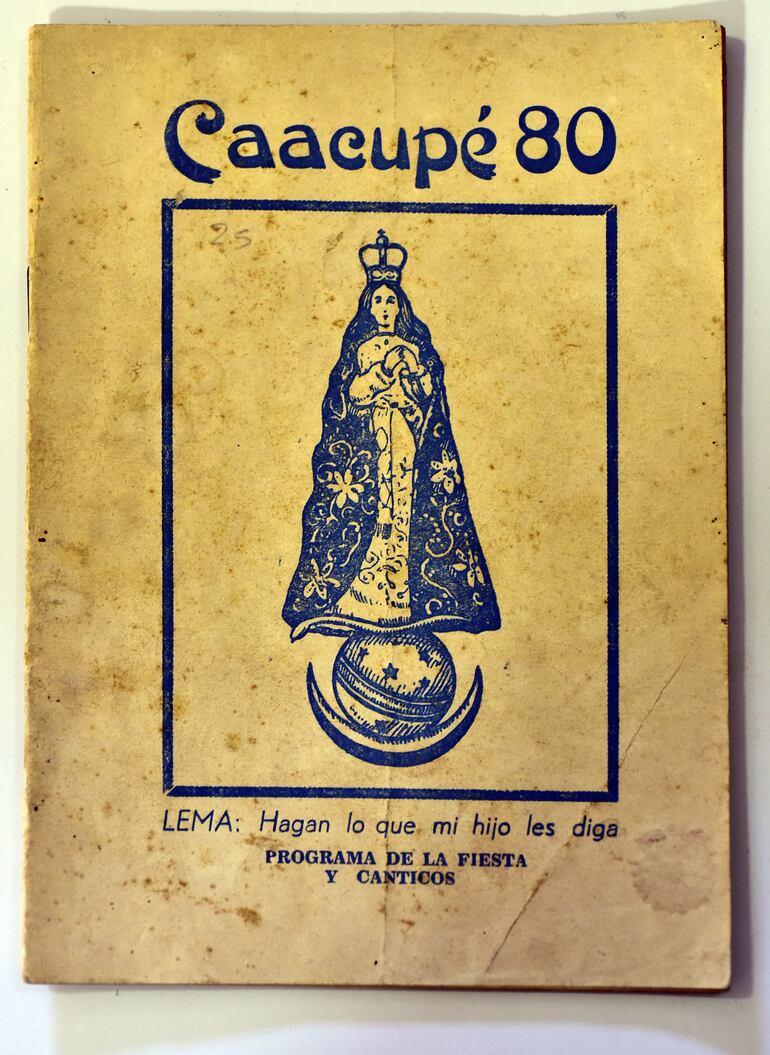 Caacupé 80
25
LEMA: Hagan lo que mi hijo les diga
PROGRAMA DE LA FIESTA
Y CANTICOS